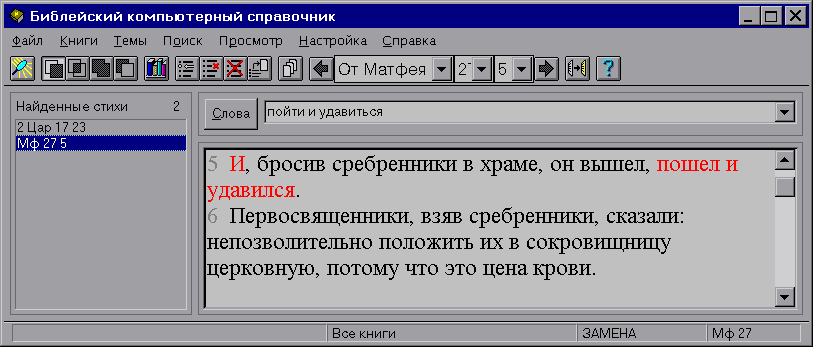 Библейский компьютерный справочник
Файл Книги Темы Поиск Просмотр Настройка Справка
От Матфея 27 5 ?
Найденные стихи 2
Слова пойти и удавиться
2 Цар 17 23
Мф 27 5
5 И, бросив сребренники в храме, он вышел, пошел и
удавился.
6 Первосвященники, взяв сребренники, сказали:
непозволительно положить их в сокровищницу
церковную, потому что это цена крови.
Все книги ЗАМЕНА Мф 27